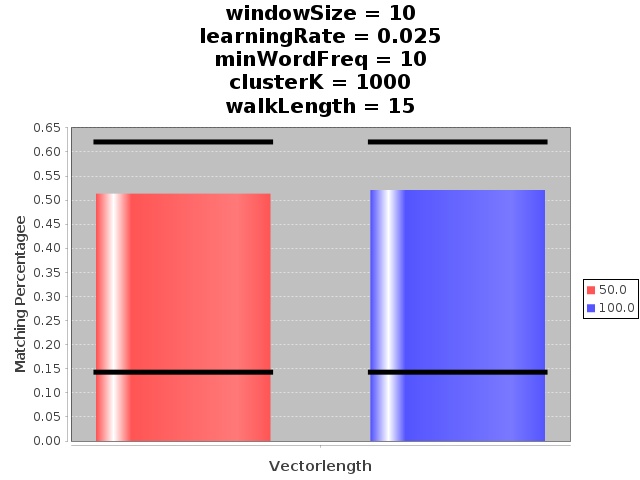 windowSize = 10
learningRate = 0.025
minWordFreq = 10
clusterK = 1000
walkLength = 15
0.65
0.60
0.55
0.50
0.45
0.40
0.35
0.30
0.25
0.20
0.15
0.10
0.05
0.00
Matching Percentagee
Vectorlength
50.0
100.0